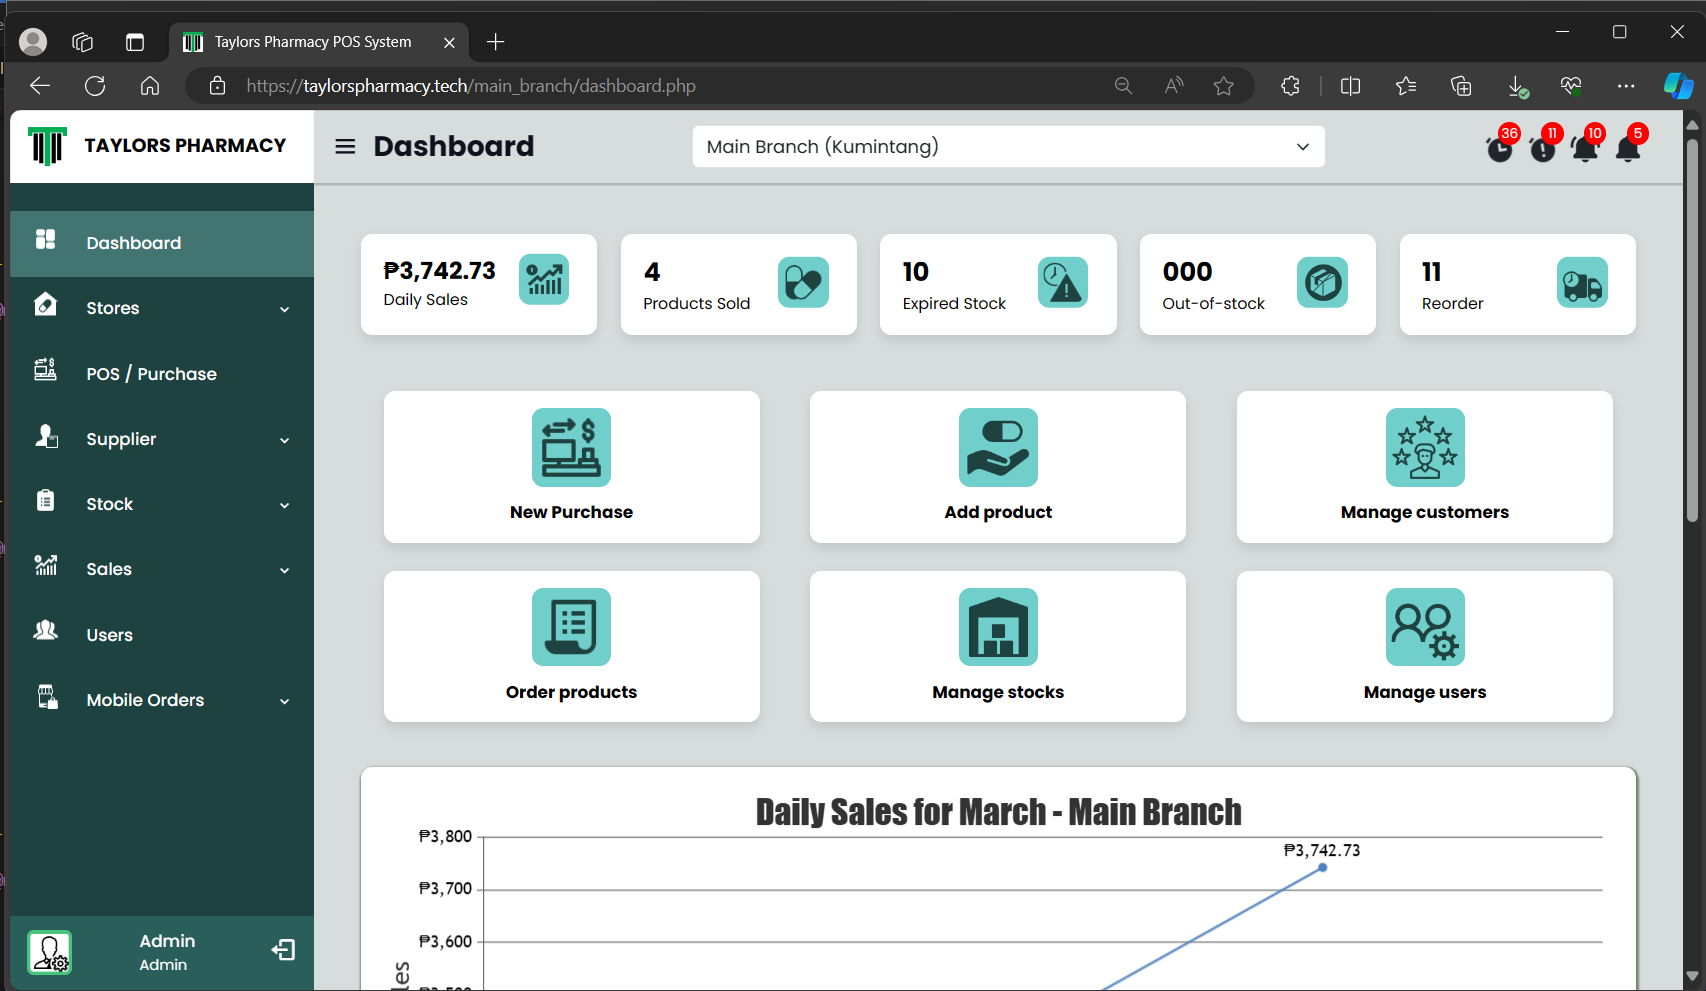 Taylors Pharmacy POS System
https://taylorspharmacy.tech/main_branch/dashboard.php
TAYLORS PHARMACY
Dashboard
Main Branch (Kumintang)
36
11
10
5
Dashboard
Stores
POS / Purchase
Supplier
Stock
Sales
Users
Mobile Orders
Admin
Admin
₱3,742.73
Daily Sales
4
Products Sold
10
Expired Stock
000
Out-of-stock
11
Reorder
New Purchase
Add product
Manage customers
Order products
Manage stocks
Manage users
Daily Sales for March - Main Branch
₱3,800
₱3,742.73
₱3,700
₱3,600